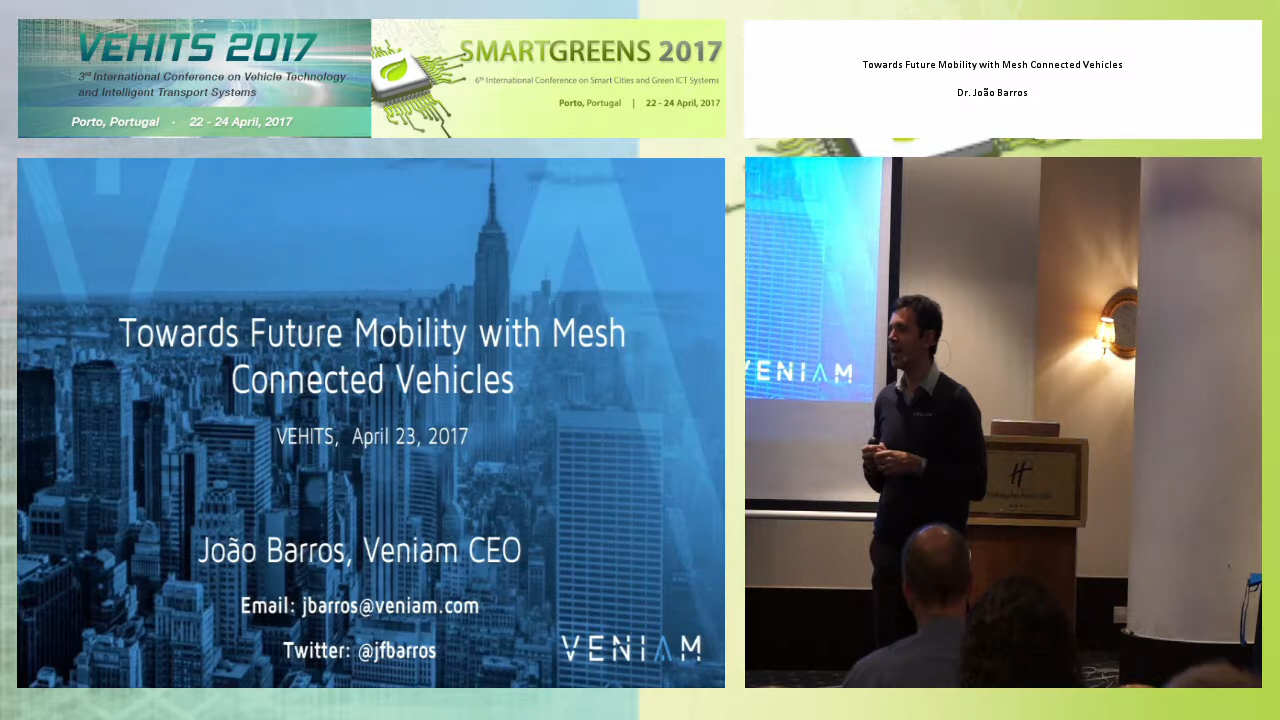 VEHITS 2017
3rd International Conference on Vehicle Technology
and Intelligent Transport Systems
Porto, Portugal · 22 - 24 April, 2017
SMARTGREENS 2017
6th International Conference on Smart Cities and Green ICT Systems
Porto, Portugal | 22 - 24 April, 2017
Towards Future Mobility with Mesh Connected Vehicles
Dr. João Barros
Towards Future Mobility with Mesh
Connected Vehicles
VEHITS, April 23, 2017
João Barros, Veniam CEO
Email: jbarros@veniam.com
Twitter: @jfbarros
VENIAM
VENIAM
H